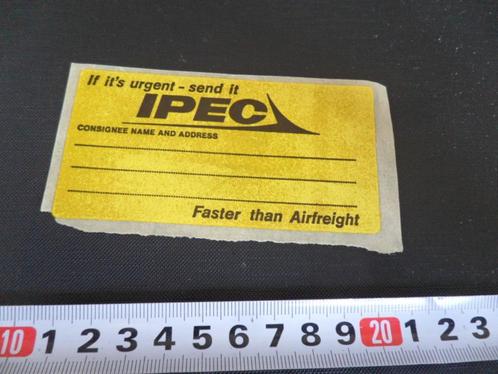 If it's urgent - send it
IPEC
CONSIGNEE NAME AND ADDRESS
Faster than Airfreight
10 1 2 3 4 5 6 7 8 9 20 1 2 3